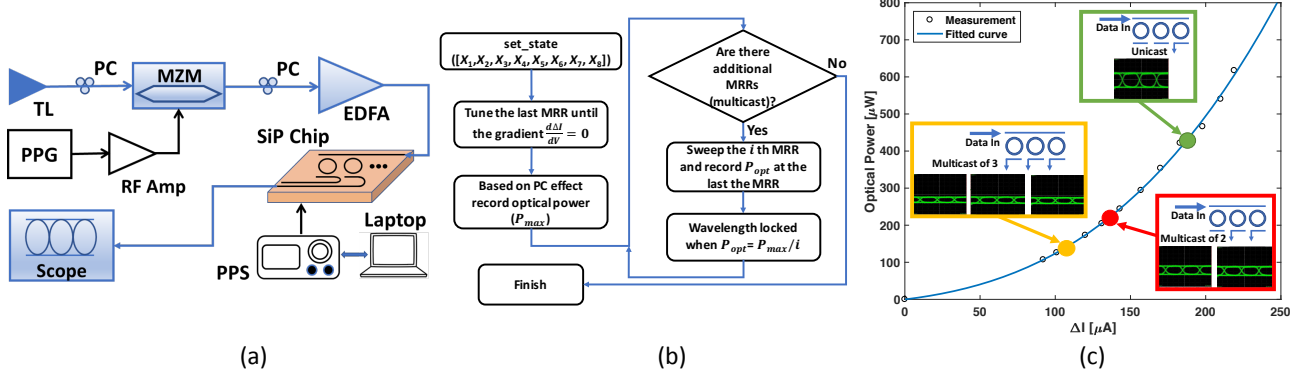 PC
MZM
PC
TL
EDFA
SiP Chip
PPG
RF Amp
Laptop
Scope
PPS
(a)
set_state
([X₁,X₂, X₃, X₄, X₅, X₆, X₇, X₈])
Tune the last MRR until
the gradient dΔI/dV = 0
Based on PC effect
record optical power
(P_max)
Finish
Are there
additional
MRRs
(multicast)?
No
Yes
Sweep the i th MRR
and record P_opt at the
last the MRR
Wavelength locked
when P_opt= P_max/i
(b)
Optical Power [μW]
800
700
600
500
400
300
200
100
0
Measurement
Fitted curve
Data In
Unicast
Data In
Multicast of 3
Data In
Multicast of 2
0
50
100
150
200
250
ΔI [μA]
(c)